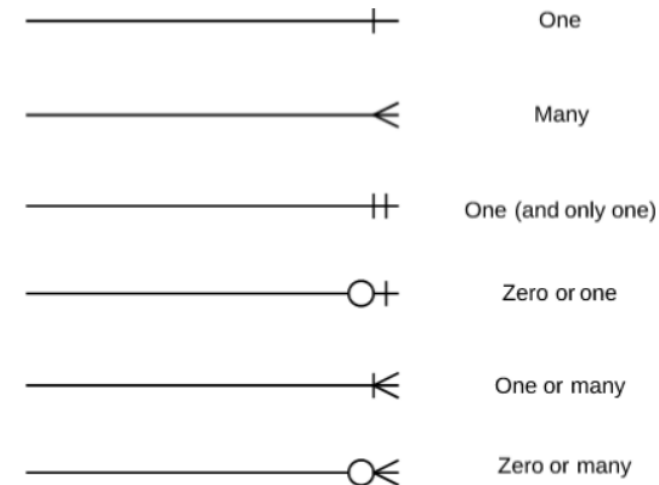 One
Many
One (and only one)
Zero or one
One or many
Zero or many